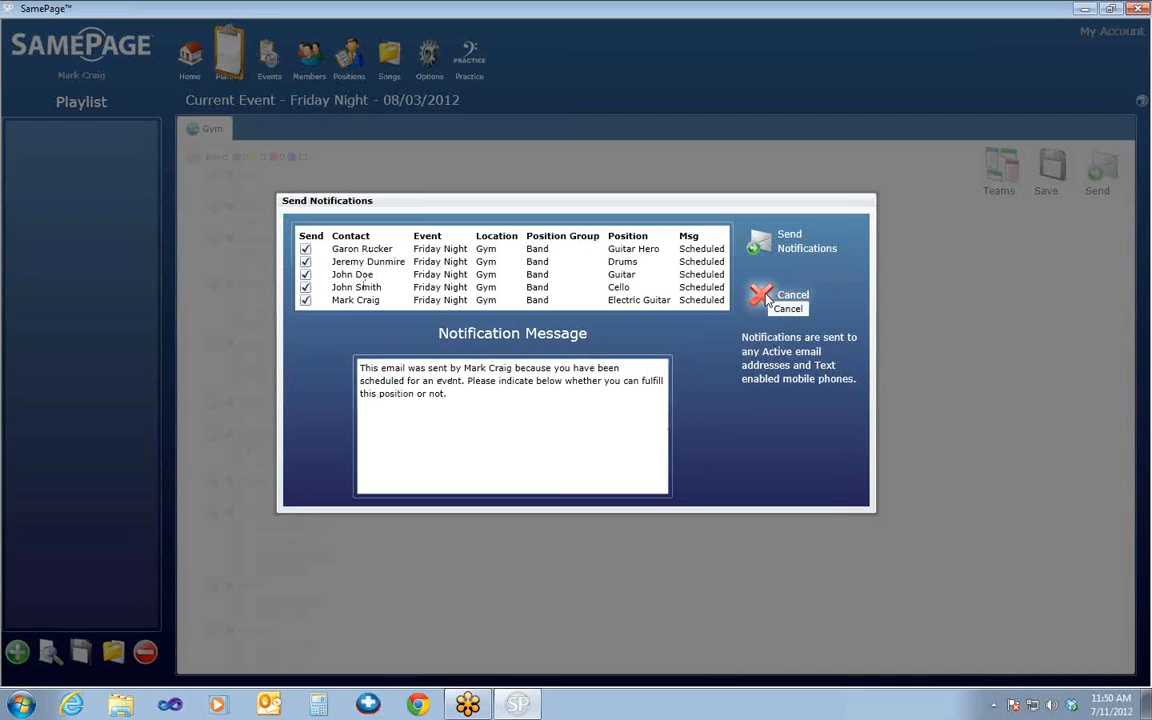 SamePage™
SAMEPAGE
Mark Craig
Home
Events
Members
Positions
Songs
Options
PRACTICE
Practice
My Account
Playlist
Current Event - Friday Night - 08/03/2012
Gym
Band
Teams
Save
Send
Send Notifications
Send Contact Event Location Position Group Position Msg
Garon Rucker Friday Night Gym Band Guitar Hero Scheduled
Jeremy Dunmire Friday Night Gym Band Drums Scheduled
John Doe Friday Night Gym Band Guitar Scheduled
John Smith Friday Night Gym Band Cello Scheduled
Mark Craig Friday Night Gym Band Electric Guitar Scheduled
Send
Notifications
Cancel
Cancel
Notifications are sent to
any Active email
addresses and Text
enabled mobile phones.
Notification Message
This email was sent by Mark Craig because you have been
scheduled for an event. Please indicate below whether you can fulfill
this position or not.
11:50 AM
7/11/2012